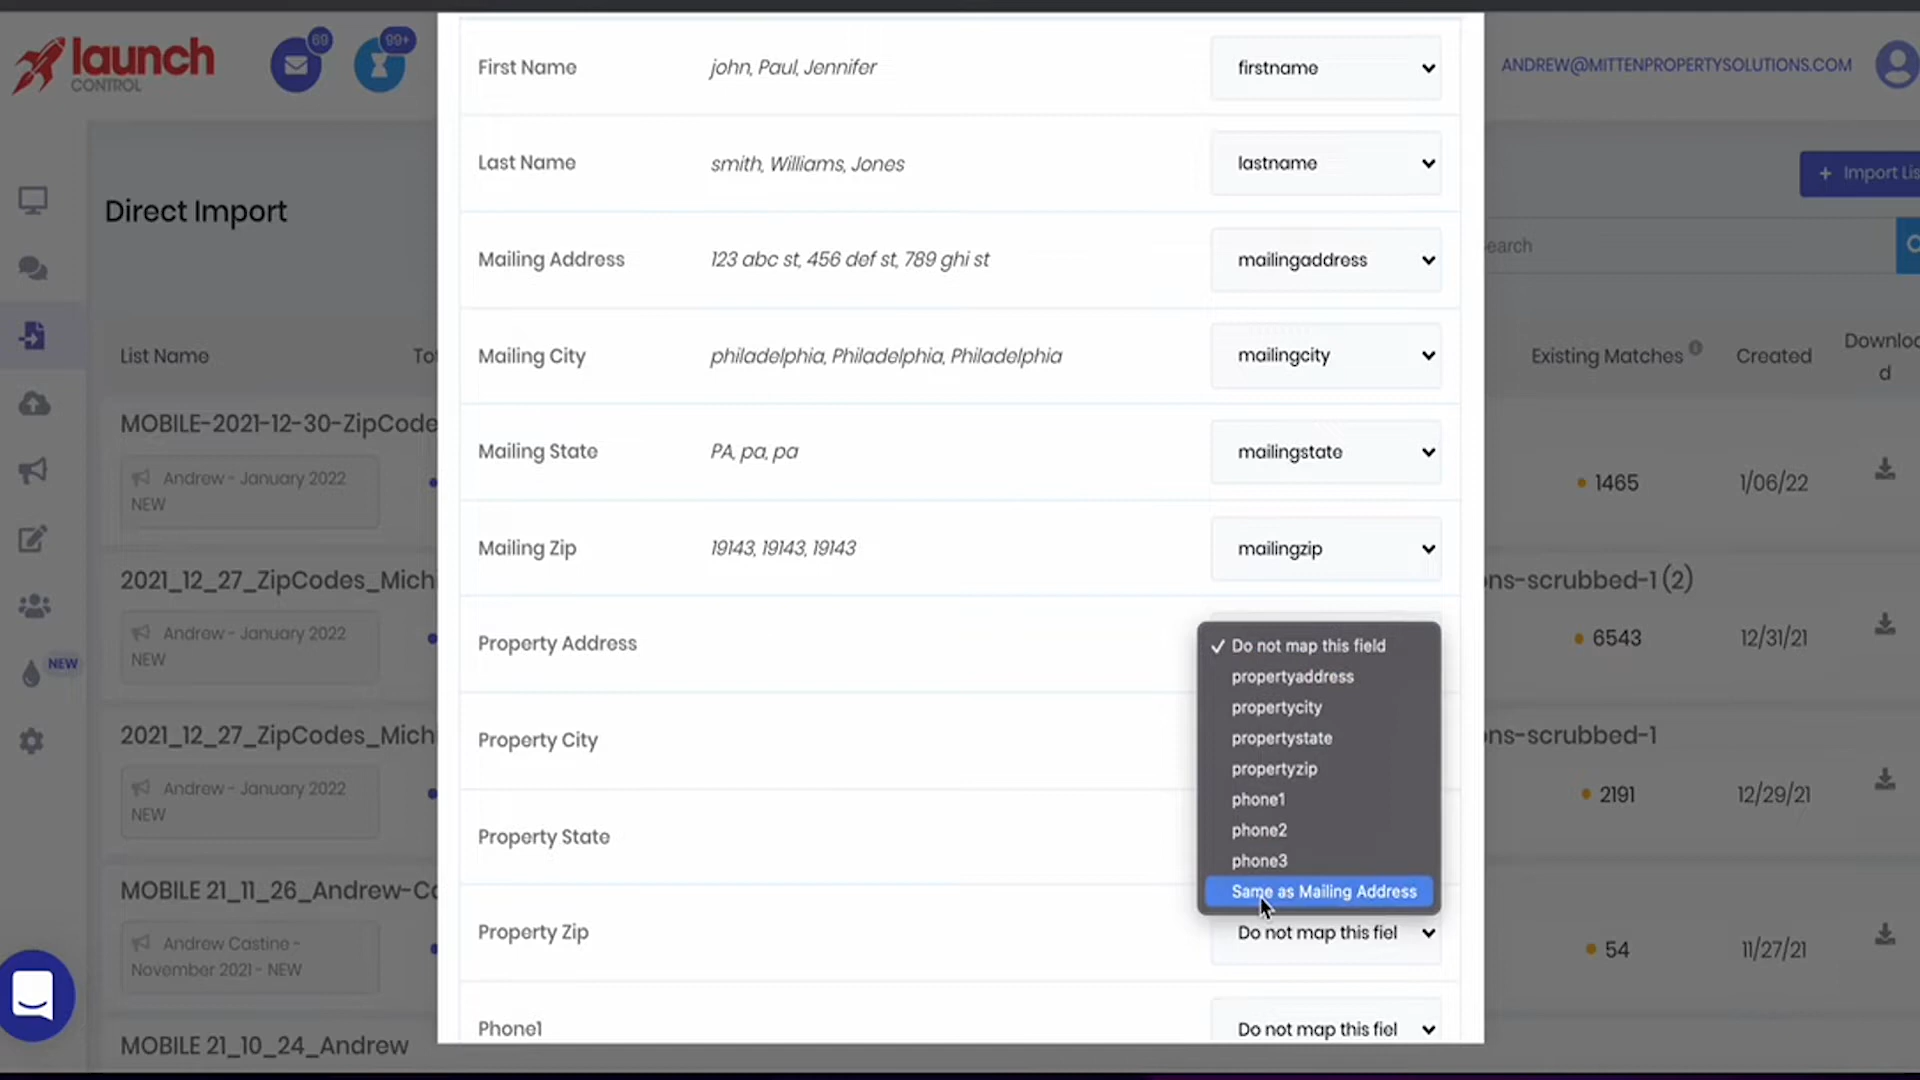 launch
CONTROL
69
99+
ANDREW@MITTENPROPERTYSOLUTIONS.COM
Direct Import
+ Import Lis
earch
List Name
Tot
Existing Matches
Created
Downloa
d
MOBILE-2021-12-30-ZipCode
Andrew - January 2022
NEW
1465
1/06/22
2021_12_27_ZipCodes_Michi
ons-scrubbed-1 (2)
Andrew - January 2022
NEW
6543
12/31/21
NEW
2021_12_27_ZipCodes_Michi
ons-scrubbed-1
Andrew - January 2022
NEW
2191
12/29/21
MOBILE 21_11_26_Andrew-Ca
Andrew Castine -
November 2021 - NEW
54
11/27/21
MOBILE 21_10_24_Andrew
First Name
john, Paul, Jennifer
firstname
Last Name
smith, Williams, Jones
lastname
Mailing Address
123 abc st, 456 def st, 789 ghi st
mailingaddress
Mailing City
philadelphia, Philadelphia, Philadelphia
mailingcity
Mailing State
PA, pa, pa
mailingstate
Mailing Zip
19143, 19143, 19143
mailingzip
Property Address
✓ Do not map this field
propertyaddress
propertycity
propertystate
propertyzip
phone1
phone2
phone3
Same as Mailing Address
Property City
Property State
Property Zip
Do not map this fiel
Phone1
Do not map this fiel